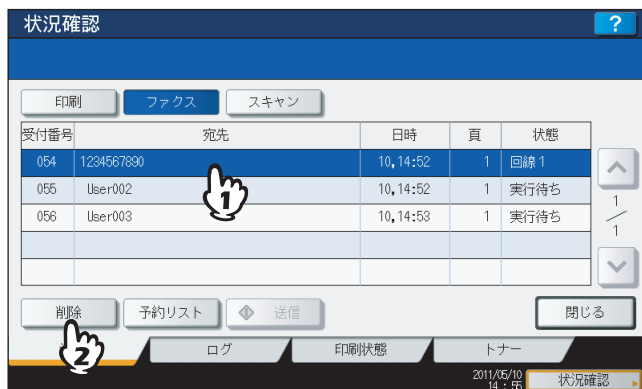 状況確認 ?
印刷 ファクス スキャン
受付番号 宛先 日時 頁 状態
054 1234567890 10,14:52 1 回線1
055 User002 10,14:52 1 実行待ち
056 User003 10,14:53 1 実行待ち
1
1
1
削除 予約リスト 送信 閉じる
2
ログ 印刷状態 トナー
2011/05/10
14 : 55 状況確認